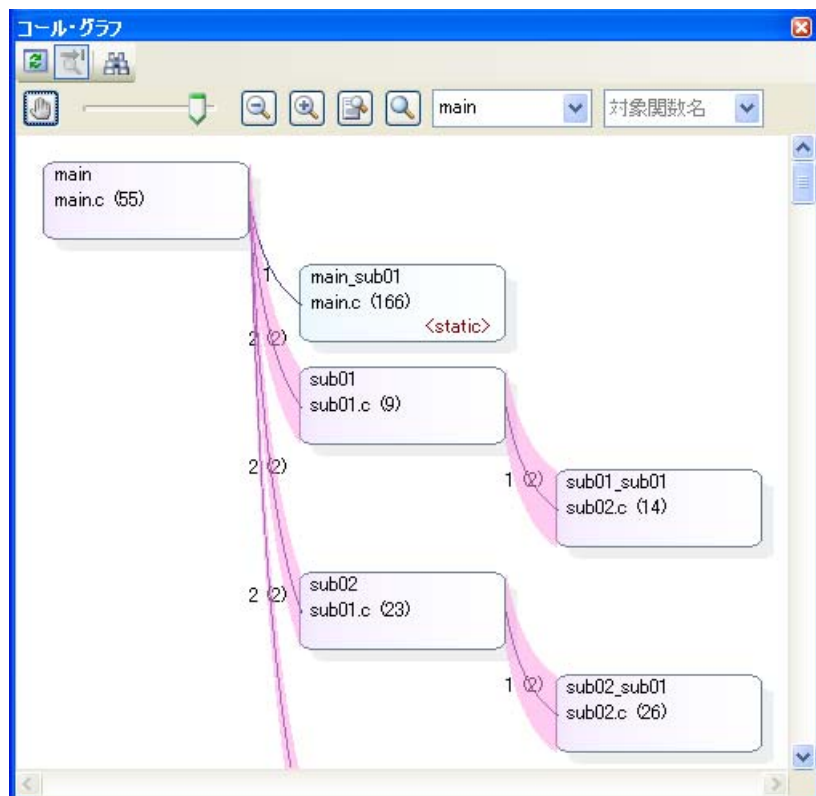 コール・グラフ
main
対象関数名
main
main.c (55)
1
main_sub01
main.c (166)
<static>
2 (2)
sub01
sub01.c (9)
2 (2)
1 (2)
sub01_sub01
sub02.c (14)
2 (2)
sub02
sub01.c (23)
1 (2)
sub02_sub01
sub02.c (26)